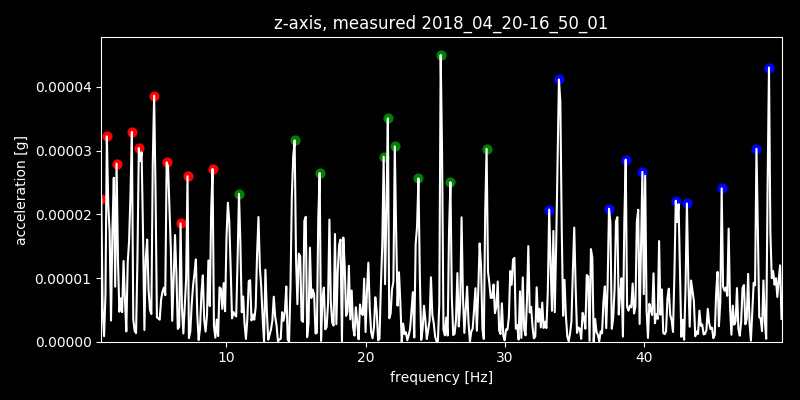 z-axis, measured 2018_04_20-16_50_01
acceleration [g]
0.00004
0.00003
0.00002
0.00001
0.00000
10 20 30 40
frequency [Hz]